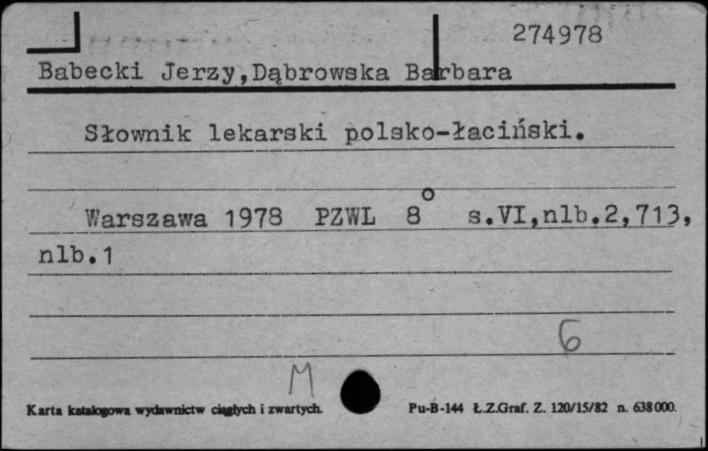 274978
Babecki Jerzy,Dąbrowska Barbara
Słownik lekarski polsko-łaciński.
Warszawa 1978 PZWL 8° s.VI,nlb.2,713,
nlb.1
6
M
Karta katalogowa wydawnictw ciągłych i zwartych. Pu-B-144 Ł.Z.Graf. Z. 120/15/82 n. 638000.